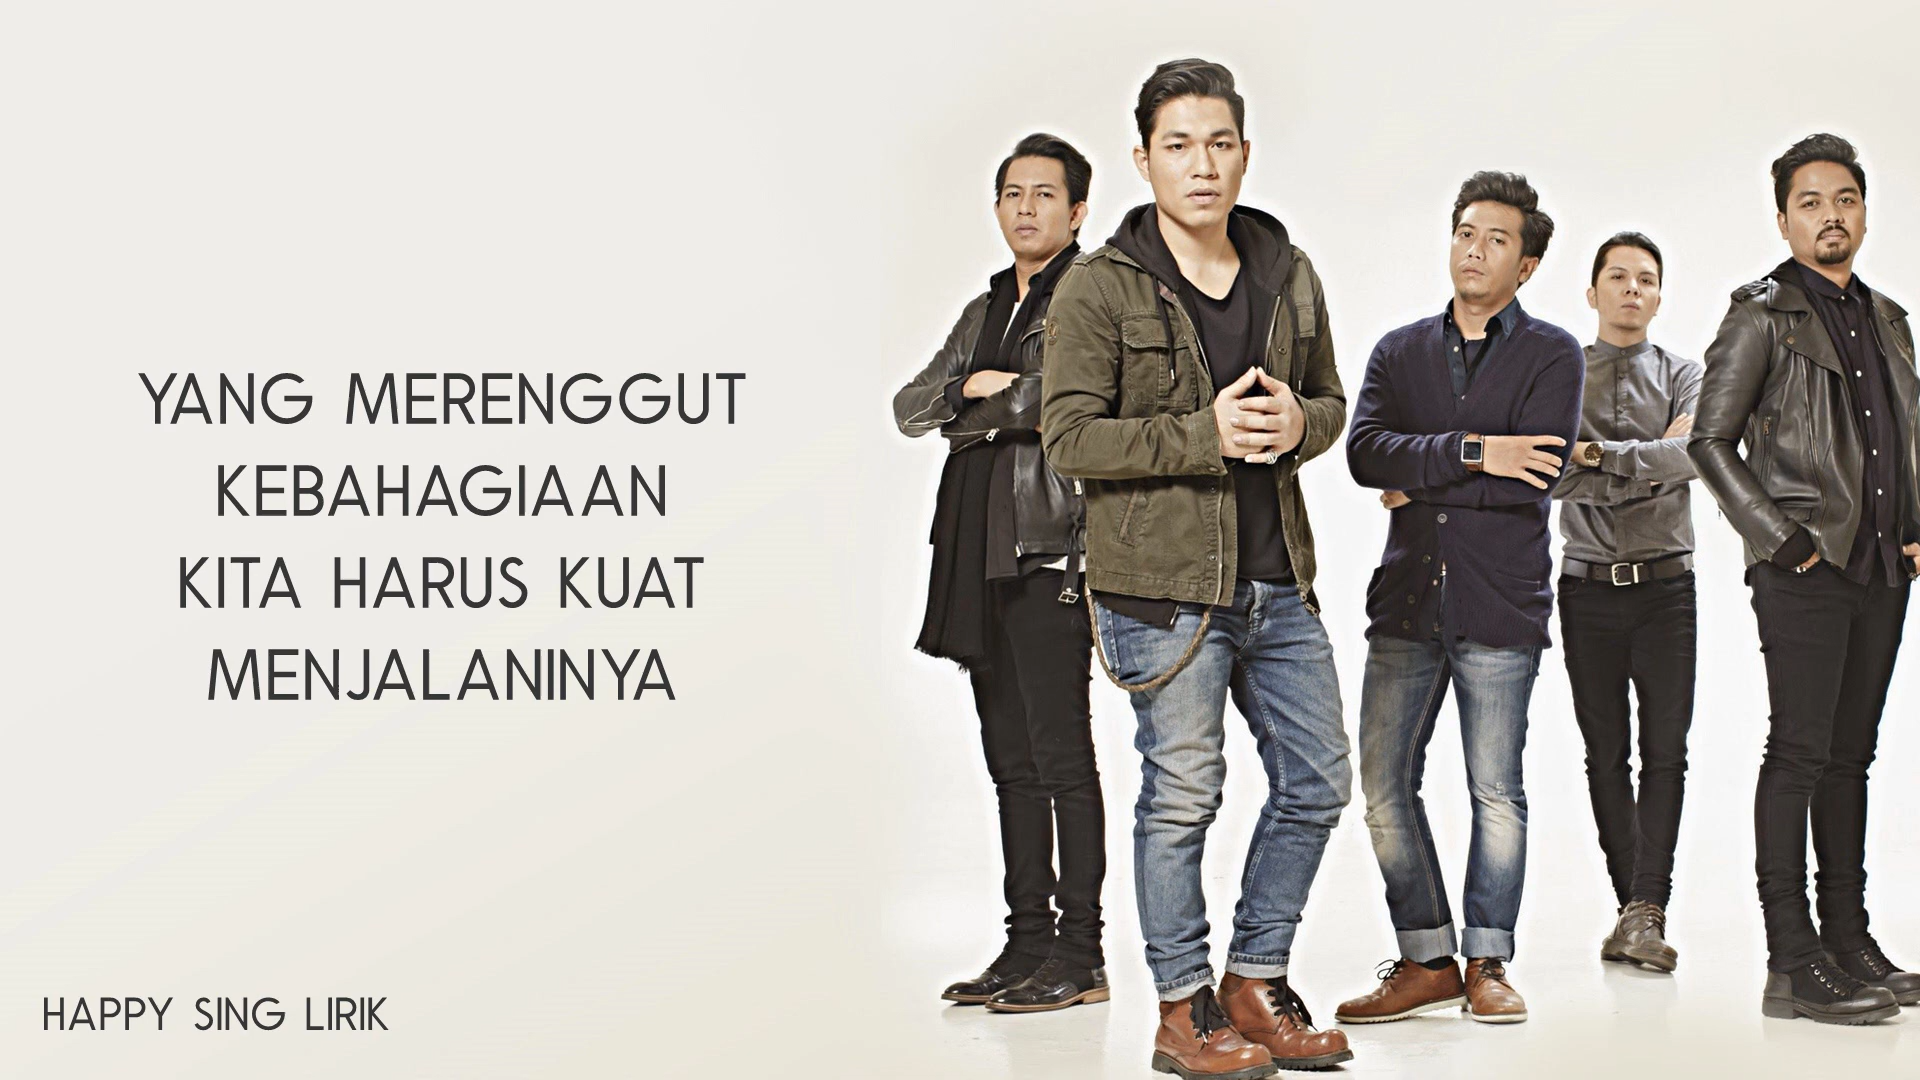 YANG MERENGGUT
KEBAHAGIAAN
KITA HARUS KUAT
MENJALANINYA
HAPPY SING LIRIK